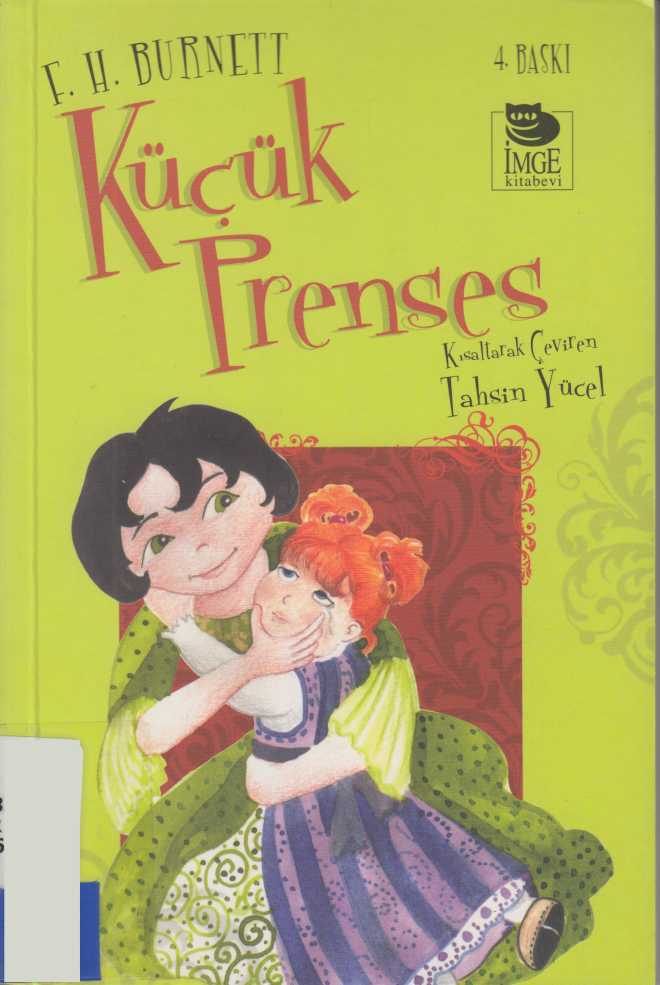 F. H. BURNETT
4. BASKI
Küçük
Prenses
İMGE
kitabevi
Kısaltarak Çeviren
Tahsin Yücel